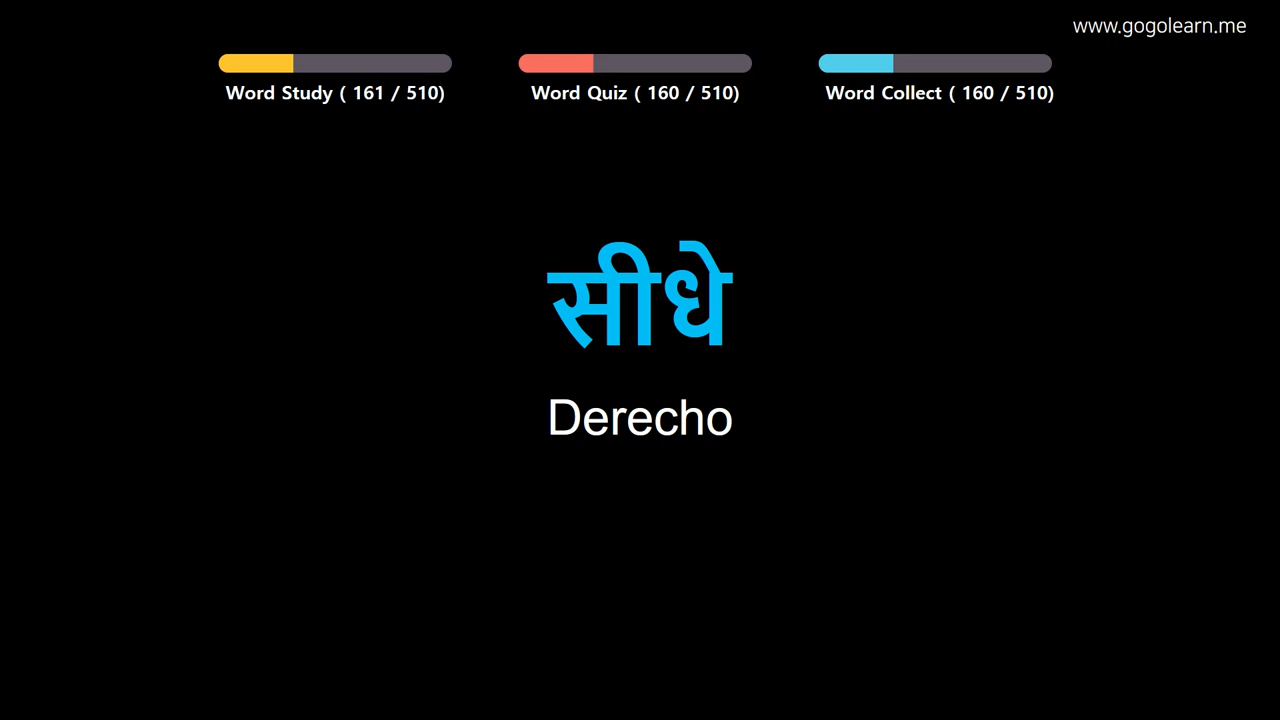 www.gogolearn.me
Word Study ( 161 / 510)
Word Quiz ( 160 / 510)
Word Collect ( 160 / 510)
सीधे
Derecho